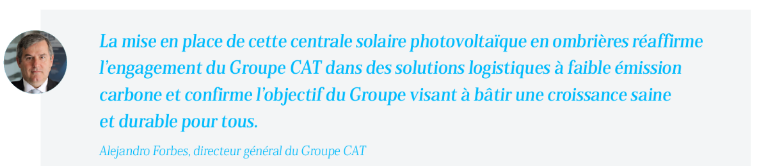 La mise en place de cette centrale solaire photovoltaïque en ombrières réaffirme
l'engagement du Groupe CAT dans des solutions logistiques à faible émission
carbone et confirme l'objectif du Groupe visant à bâtir une croissance saine
et durable pour tous.
Alejandro Forbes, directeur général du Groupe CAT